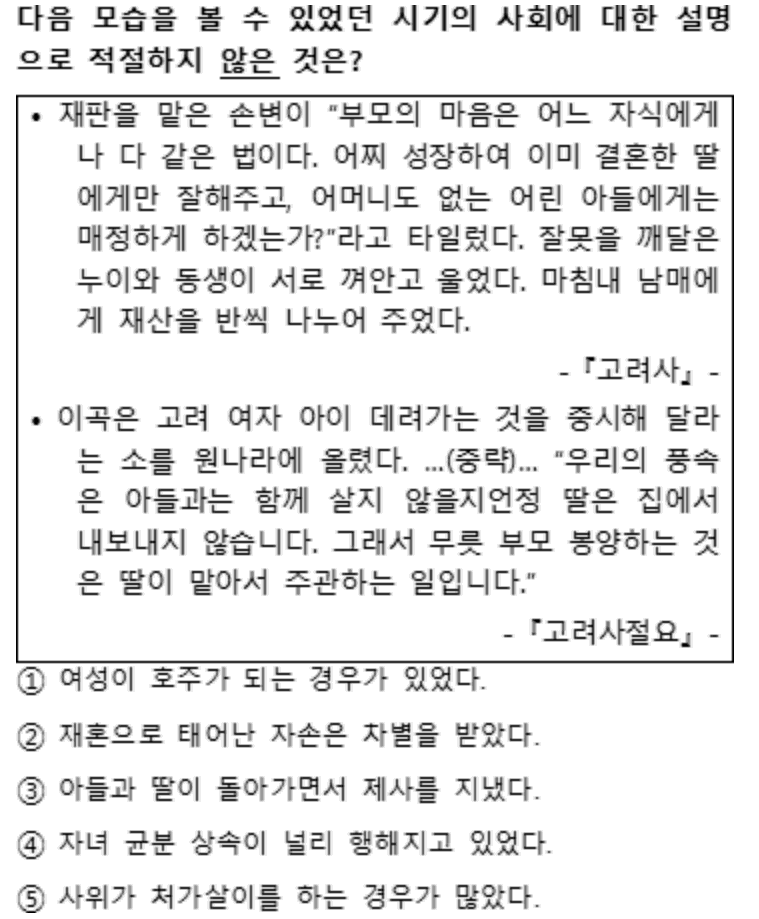 다음 모습을 볼 수 있었던 시기의 사회에 대한 설명
으로 적절하지 않은 것은?
• 재판을 맡은 손변이 “부모의 마음은 어느 자식에게
나 다 같은 법이다. 어찌 성장하여 이미 결혼한 딸
에게만 잘해주고, 어머니도 없는 어린 아들에게는
매정하게 하겠는가?”라고 타일렀다. 잘못을 깨달은
누이와 동생이 서로 껴안고 울었다. 마침내 남매에
게 재산을 반씩 나누어 주었다.
- 『고려사』 -
• 이곡은 고려 여자 아이 데려가는 것을 중시해 달라
는 소를 원나라에 올렸다. ...(중략)... “우리의 풍속
은 아들과는 함께 살지 않을지언정 딸은 집에서
내보내지 않습니다. 그래서 무릇 부모 봉양하는 것
은 딸이 맡아서 주관하는 일입니다.”
- 『고려사절요』 -
① 여성이 호주가 되는 경우가 있었다.
② 재혼으로 태어난 자손은 차별을 받았다.
③ 아들과 딸이 돌아가면서 제사를 지냈다.
④ 자녀 균분 상속이 널리 행해지고 있었다.
⑤ 사위가 처가살이를 하는 경우가 많았다.